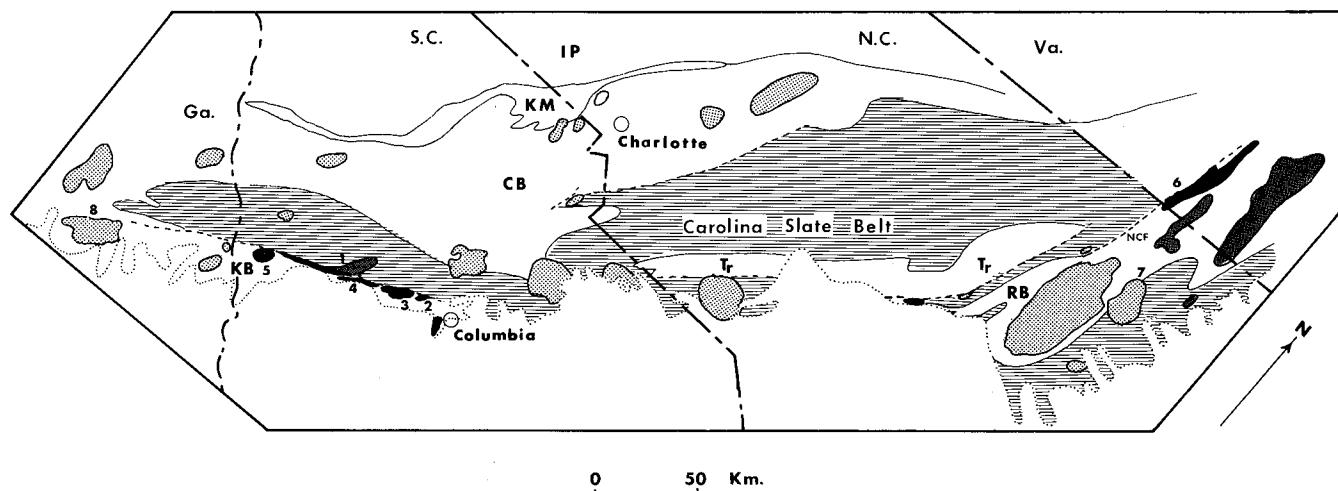 S.C.
IP
N.C.
Va.
Ga.
KM
Charlotte
CB
6
8
Carolina Slate Belt
NCF
KB
5
1
4
Tr
Tr
7
3
2
RB
Columbia
N
0 50 Km.